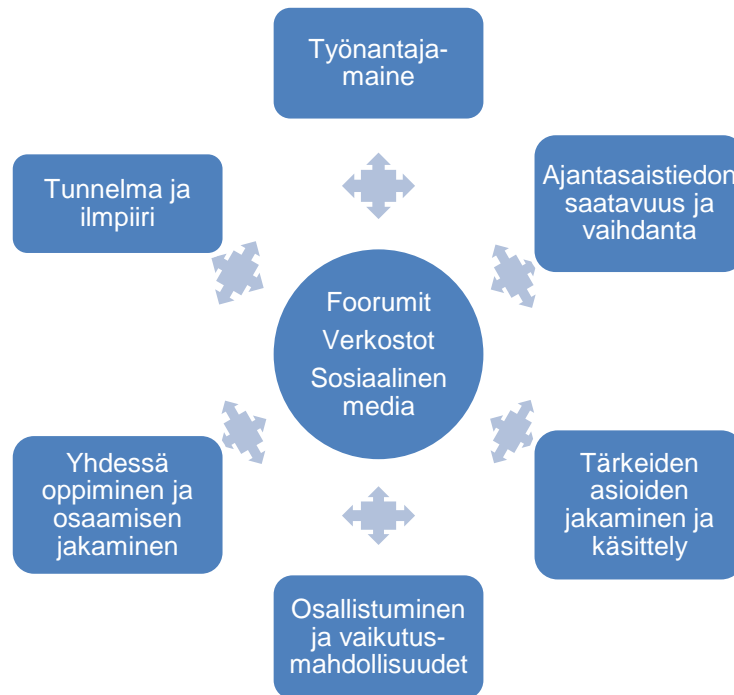 Työnantaja-
maine
Tunnelma ja
ilmpiiri
Ajantasaistiedon
saatavuus ja
vaihdanta
Foorumit
Verkostot
Sosiaalinen
media
Yhdessä
oppiminen ja
osaamisen
jakaminen
Tärkeiden
asioiden
jakaminen ja
käsittely
Osallistuminen
ja vaikutus-
mahdollisuudet